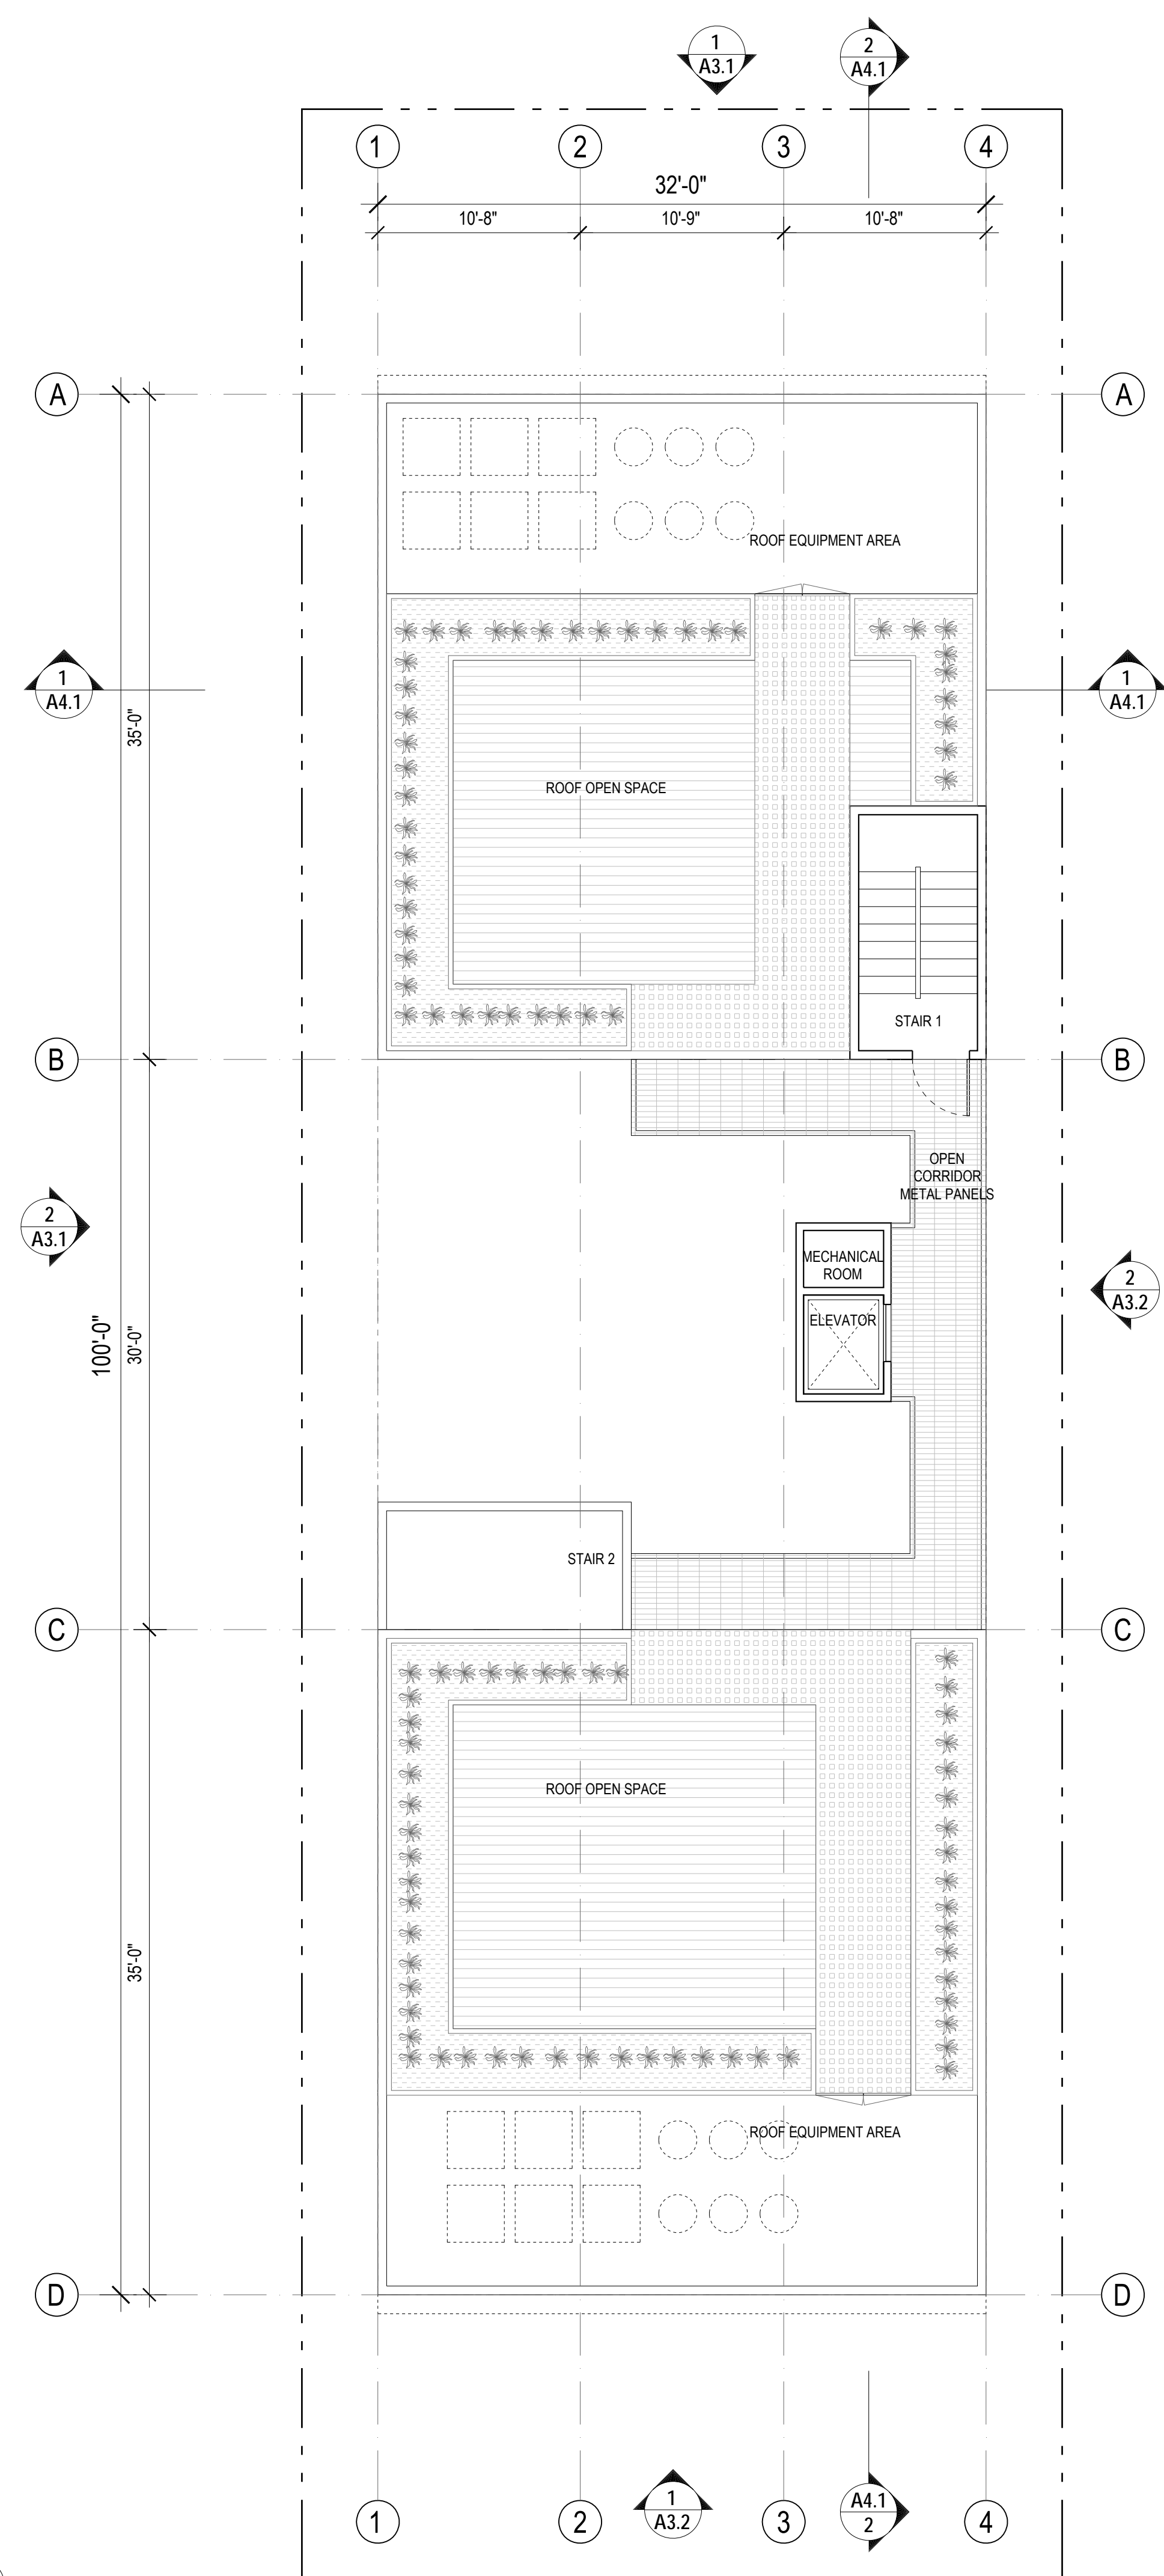 1
A3.1
2
A4.1
1
2
3
4
32'-0"
10'-8"
10'-9"
10'-8"
A
A
ROOF EQUIPMENT AREA
1
A4.1
1
A4.1
35'-0"
ROOF OPEN SPACE
STAIR 1
B
B
OPEN
CORRIDOR
METAL PANELS
2
A3.1
MECHANICAL
ROOM
2
A3.2
ELEVATOR
100'-0"
30'-0"
STAIR 2
C
C
ROOF OPEN SPACE
35'-0"
ROOF EQUIPMENT AREA
D
D
1
2
1
A3.2
3
A4.1
2
4